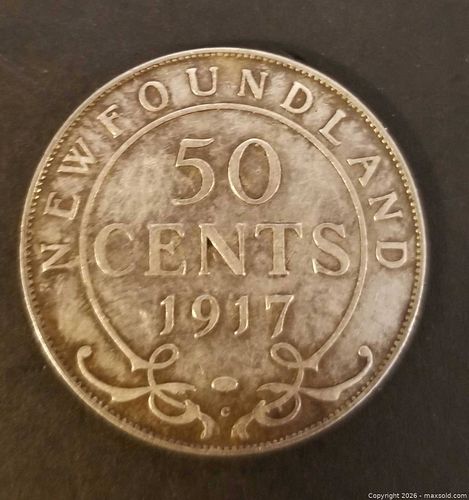 NEWFOUNDLAND
50
CENTS
1917
C
Copyright 2026 - maxsold.com